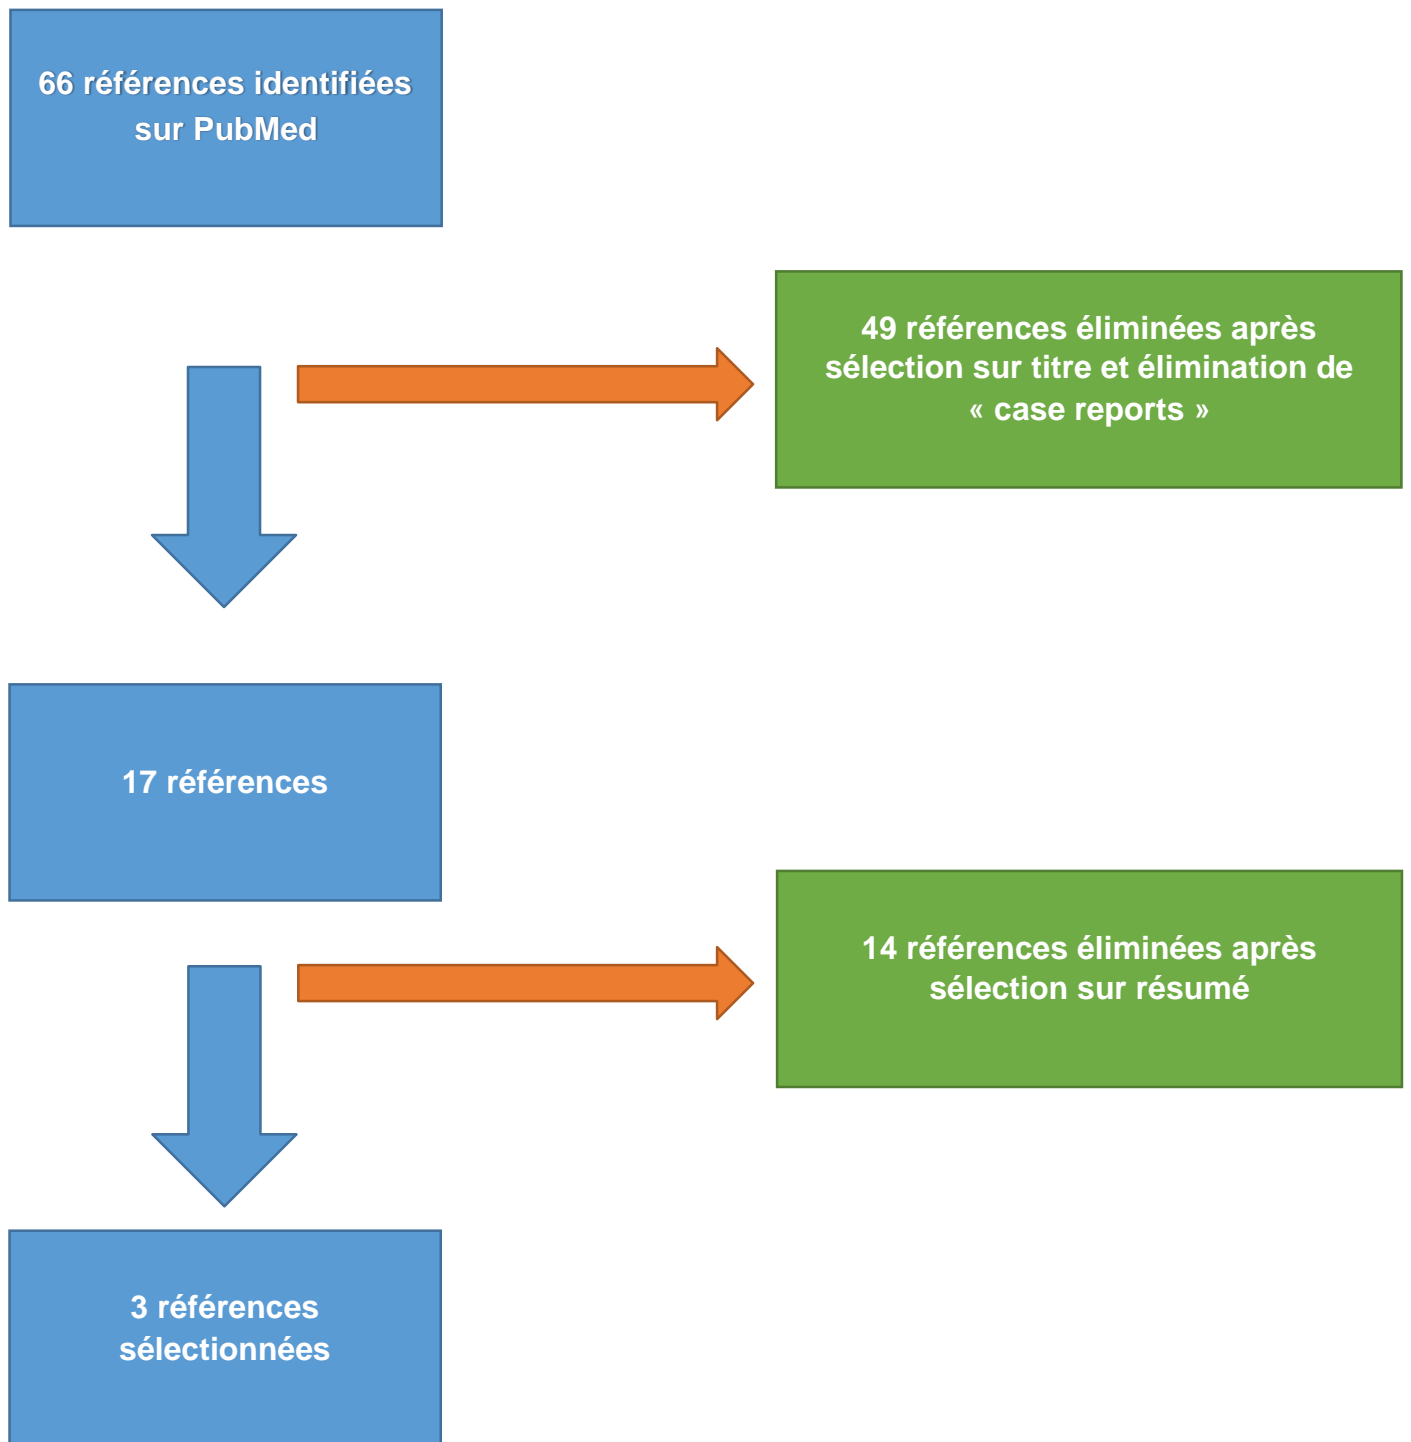 66 références identifiées
sur PubMed
49 références éliminées après
sélection sur titre et élimination de
« case reports »
17 références
14 références éliminées après
sélection sur résumé
3 références
sélectionnées